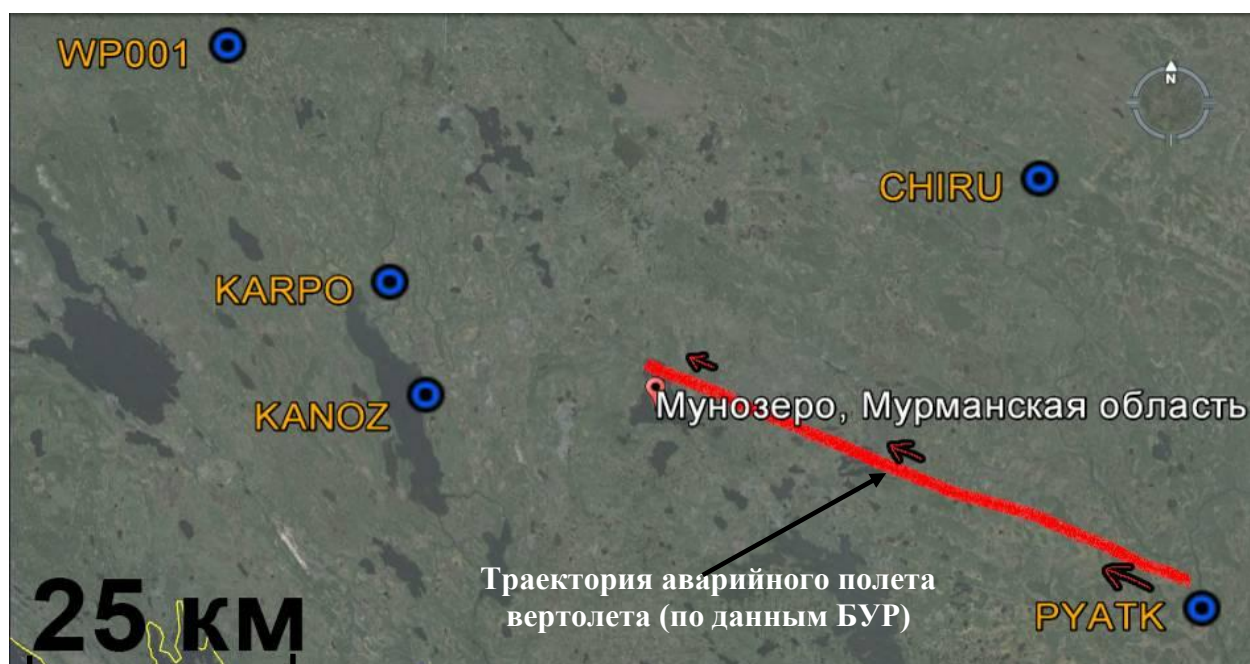 WP001
N
CHIRU
KARPO
KANOZ
Мунозеро, Мурманская область
Траектория аварийного полета
вертолета (по данным БУР)
PYATK
25 км